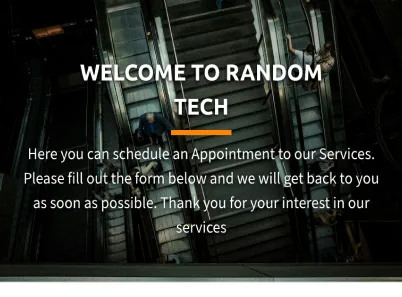 WELCOME TO RANDOM
TECH
Here you can schedule an Appointment to our Services.
Please fill out the form below and we will get back to you
as soon as possible. Thank you for your interest in our
services